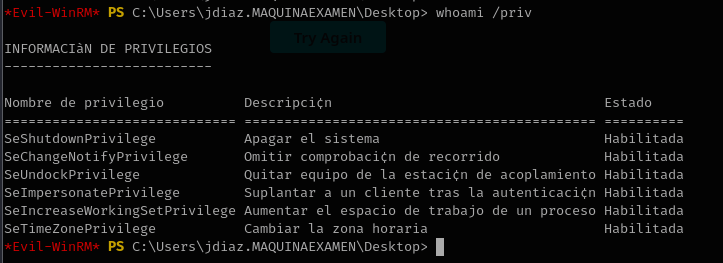 *Evil-WinRM* PS C:\Users\jdiaz.MAQUINAEXAMEN\Desktop> whoami /priv
Try Again
INFORMACIàN DE PRIVILEGIOS
--------------------------
Nombre de privilegio Descripci¢n Estado
============================= ============================================ ==========
SeShutdownPrivilege Apagar el sistema Habilitada
SeChangeNotifyPrivilege Omitir comprobaci¢n de recorrido Habilitada
SeUndockPrivilege Quitar equipo de la estaci¢n de acoplamiento Habilitada
SeImpersonatePrivilege Suplantar a un cliente tras la autenticaci¢n Habilitada
SeIncreaseWorkingSetPrivilege Aumentar el espacio de trabajo de un proceso Habilitada
SeTimeZonePrivilege Cambiar la zona horaria Habilitada
*Evil-WinRM* PS C:\Users\jdiaz.MAQUINAEXAMEN\Desktop>